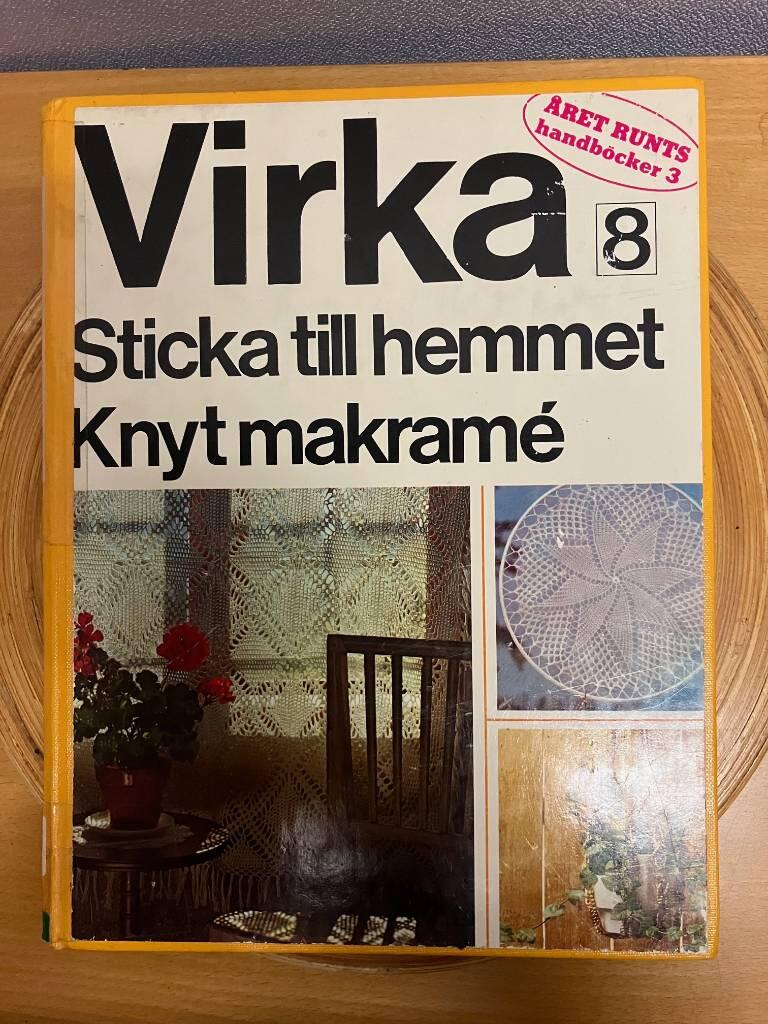 ÅRET RUNTS
handböcker 3
Virka 8
Sticka till hemmet
Knyt makramé